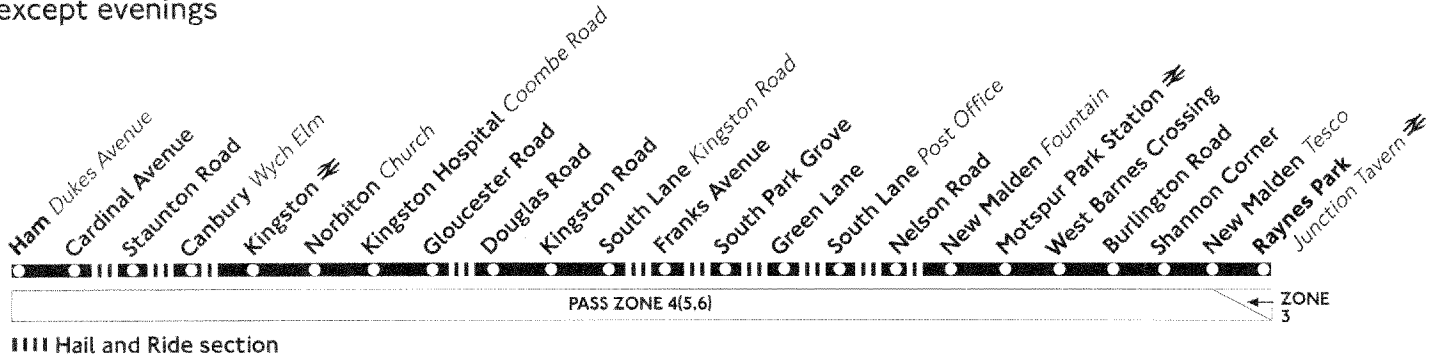 except evenings
Ham Dukes Avenue
Cardinal Avenue
Staunton Road
Canbury Wych Elm
Kingston
Norbiton Church
Kingston Hospital Coombe Road
Gloucester Road
Douglas Road
Kingston Road
South Lane Kingston Road
Franks Avenue
South Park Grove
Green Lane
South Lane Post Office
Nelson Road
New Malden Fountain
Motspur Park Station
West Barnes Crossing
Burlington Road
Shannon Corner
New Malden Tesco
Raynes Park
Junction Tavern
PASS ZONE 4(5,6)
ZONE
3
Hail and Ride section